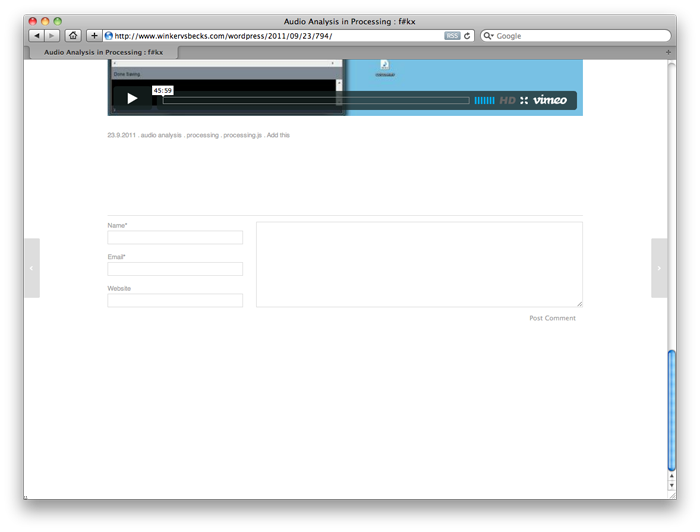 Audio Analysis in Processing : f#kx
http://www.winkervsbecks.com/wordpress/2011/09/23/794/
RSS
Google
Audio Analysis in Processing : f#kx
Done Saving.
45:59
HD
vimeo
23.9.2011 . audio analysis . processing . processing.js . Add this
Name*
Email*
Website
Post Comment